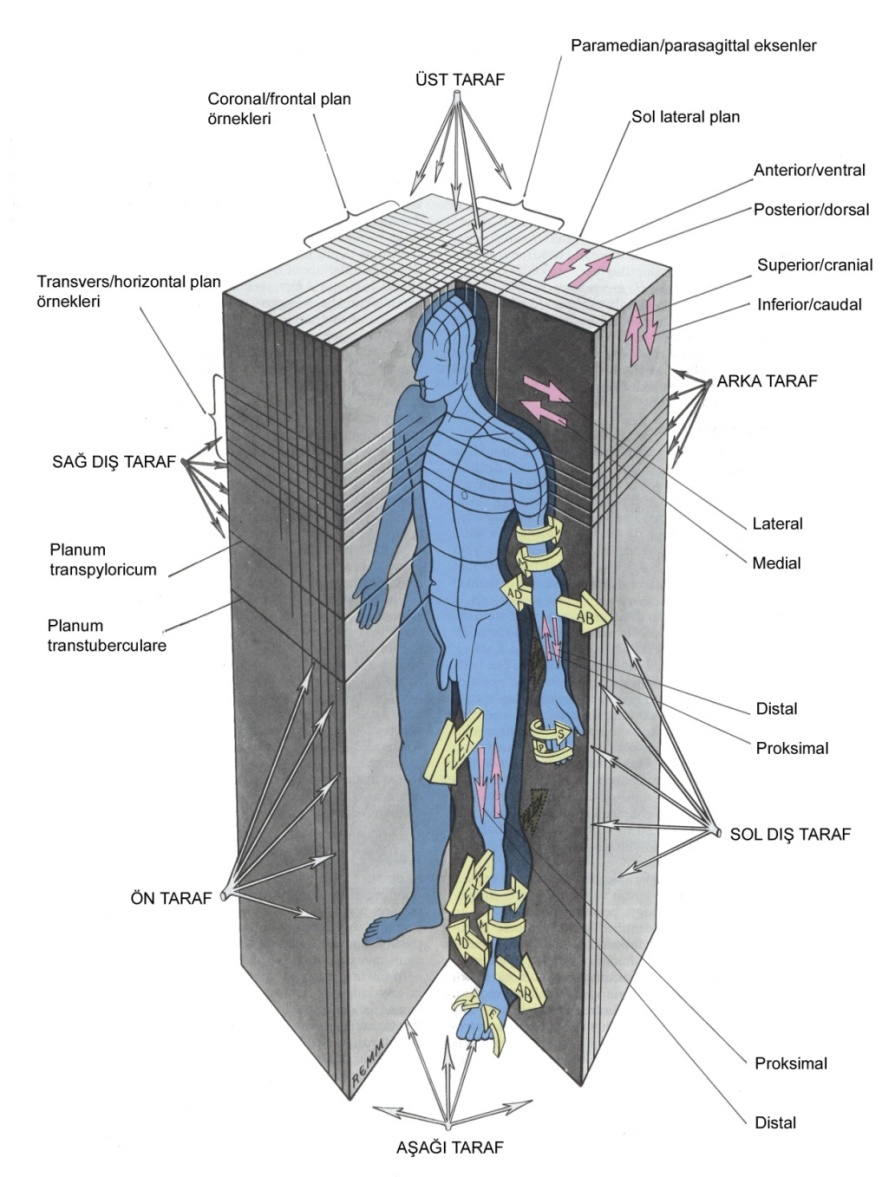 Paramedian/parasagittal eksenler
ÜST TARAF
Coronal/frontal plan
örnekleri
Sol lateral plan
Anterior/ventral
Posterior/dorsal
Superior/cranial
Inferior/caudal
Transvers/horizontal plan
örnekleri
ARKA TARAF
SAĞ DIŞ TARAF
Lateral
Medial
Planum
transpyloricum
Planum
transtuberculare
L
M
AD
AB
Distal
Proksimal
S
P
FLEX
SOL DIŞ TARAF
ÖN TARAF
EXT
L
M
AD
AB
I
E
REMM
Proksimal
Distal
AŞAĞI TARAF